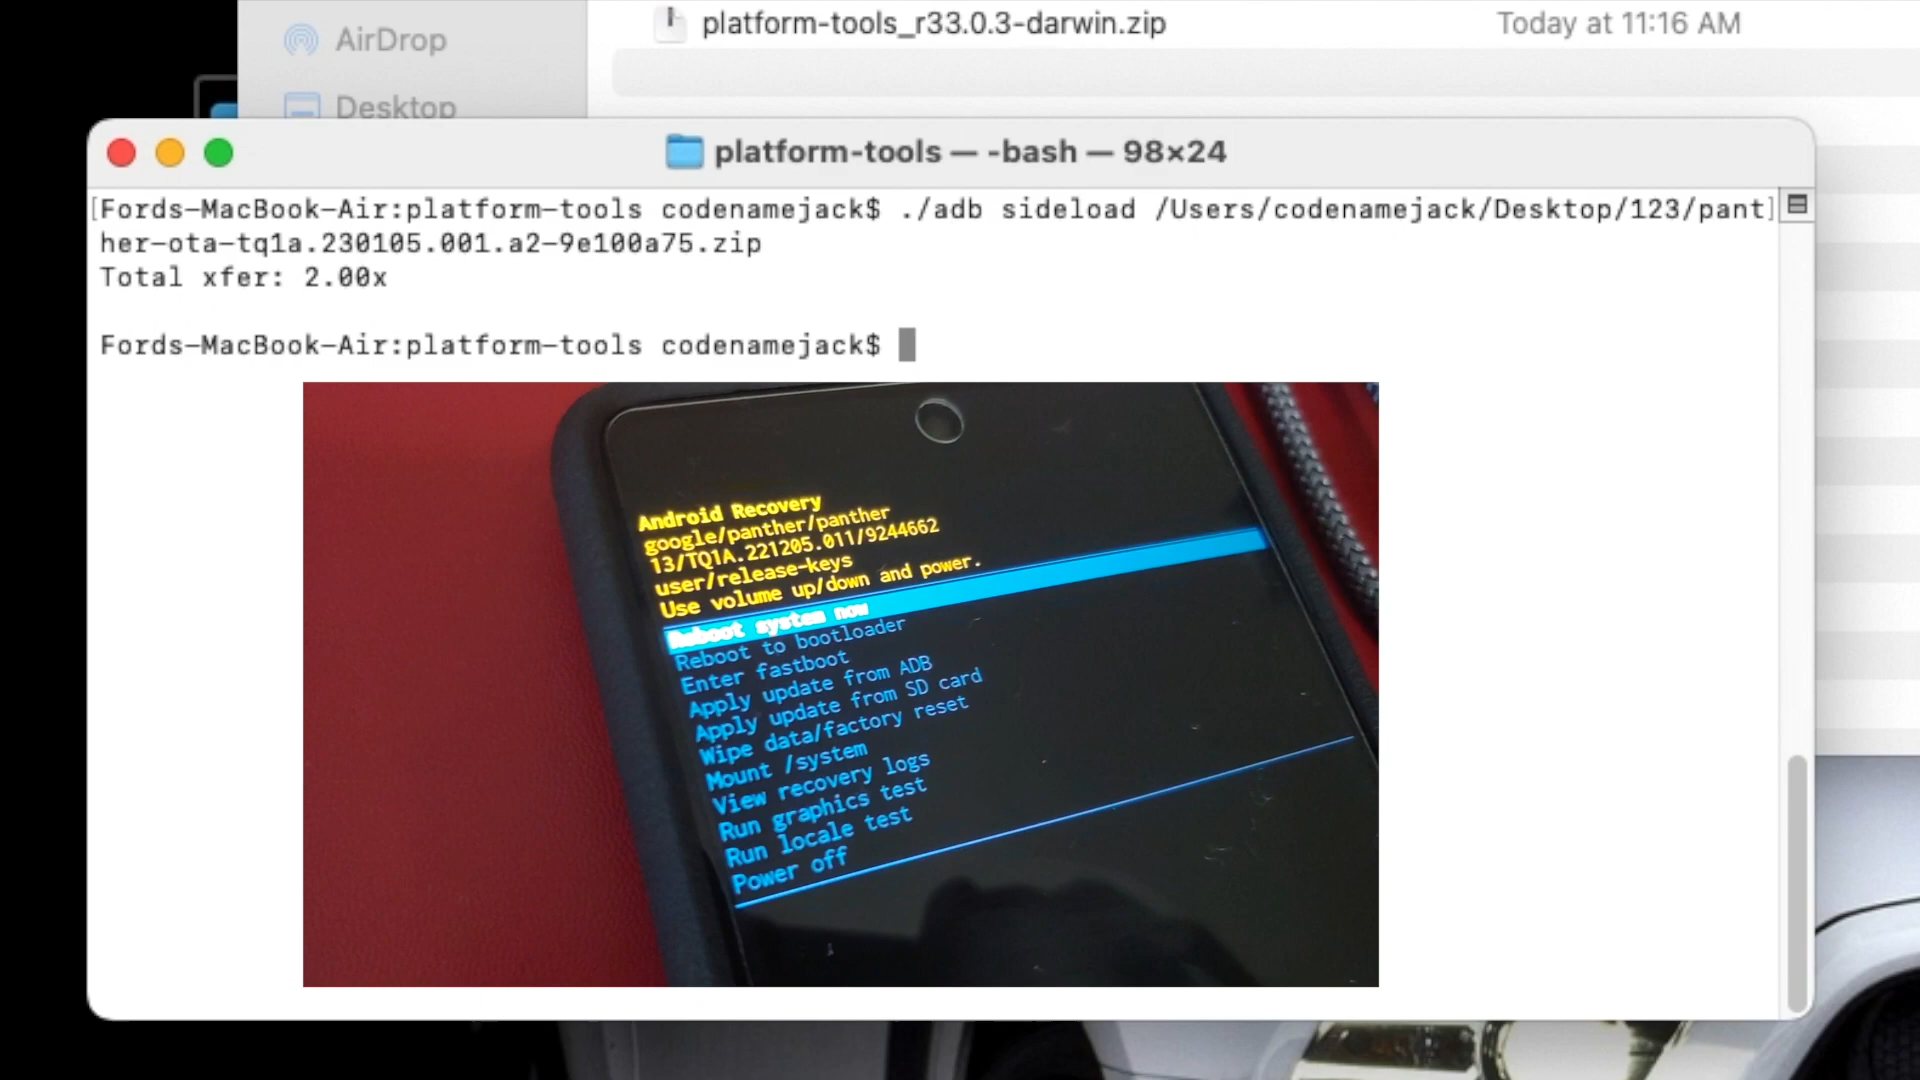 platform-tools_r33.0.3-darwin.zip Today at 11:16 AM
AirDrop
Desktop
platform-tools — -bash — 98×24
[Fords-MacBook-Air:platform-tools codenamejack$ ./adb sideload /Users/codenamejack/Desktop/123/pant]
her-ota-tq1a.230105.001.a2-9e100a75.zip
Total xfer: 2.00x
Fords-MacBook-Air:platform-tools codenamejack$
Android Recovery
google/panther/panther
13/TQ1A.221205.011/9244662
user/release-keys
Use volume up/down and power.
Reboot system now
Reboot to bootloader
Enter fastboot
Apply update from ADB
Apply update from SD card
Wipe data/factory reset
Mount /system
View recovery logs
Run graphics test
Run locale test
Power off